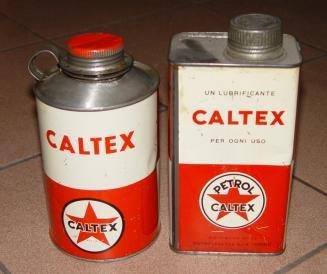 CALTEX
CALTEX
UN LUBRIFICANTE
CALTEX
PER OGNI USO
PETROL
CALTEX